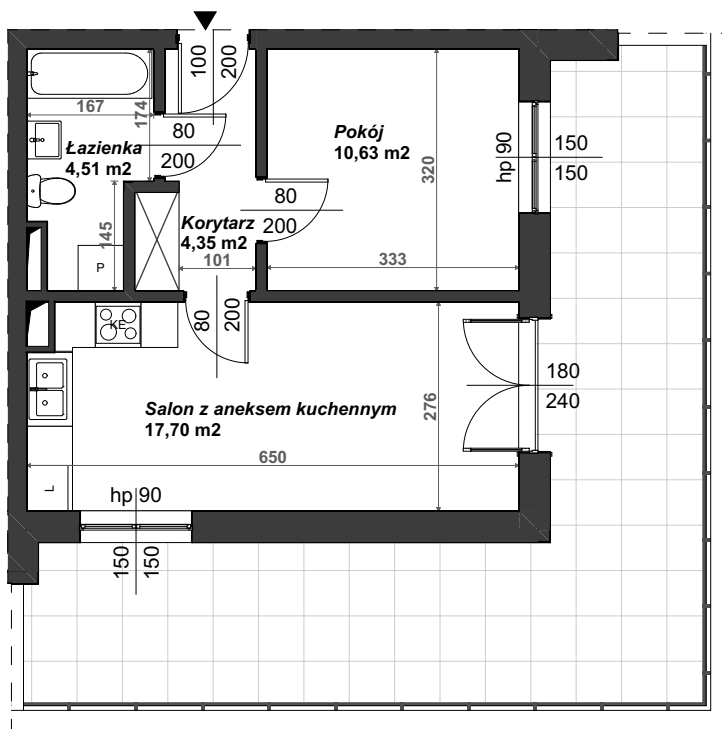 100
200
167
174
80
200
Łazienka
4,51 m2
Pokój
10,63 m2
320
hp 90
150
150
80
200
145
Korytarz
4,35 m2
101
333
P
KE
80
200
180
240
276
Salon z aneksem kuchennym
17,70 m2
650
L
hp 90
150
150